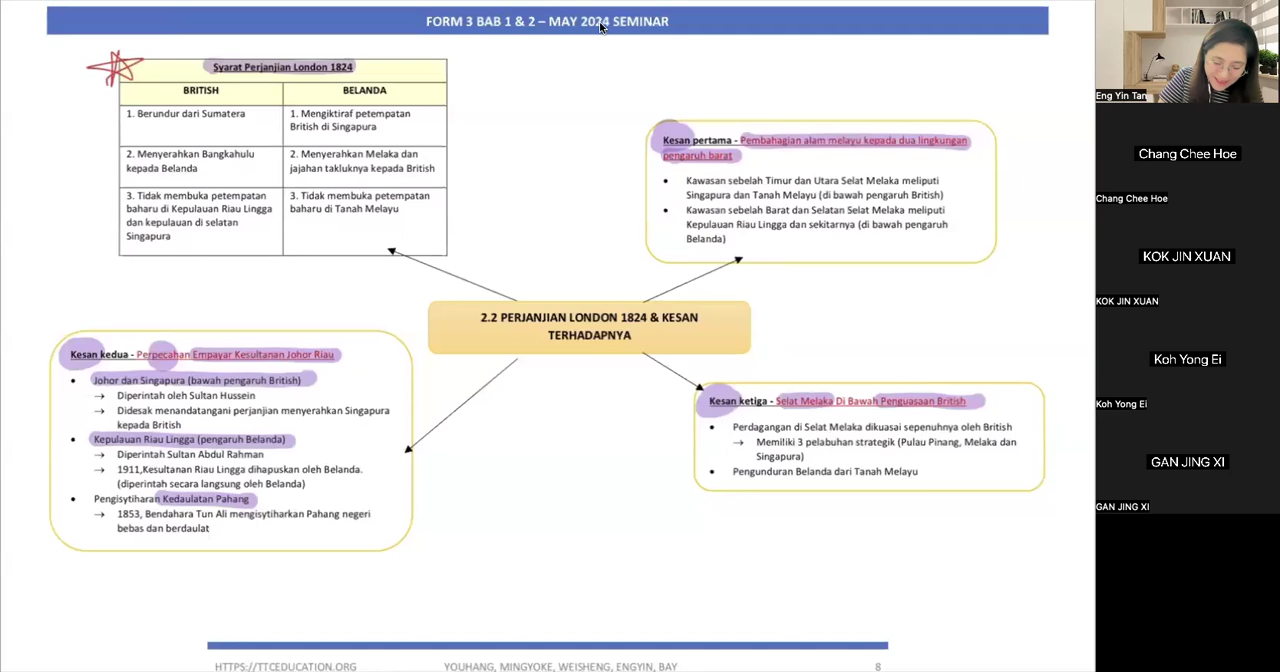 FORM 3 BAB 1 & 2 – MAY 2024 SEMINAR
Syarat Perjanjian London 1824
BRITISH
BELANDA
1. Berundur dari Sumatera
1. Mengiktiraf petempatan
British di Singapura
2. Menyerahkan Bangkahulu
kepada Belanda
2. Menyerahkan Melaka dan
jajahan takluknya kepada British
3. Tidak membuka petempatan
baharu di Kepulauan Riau Lingga
dan kepulauan di selatan
Singapura
3. Tidak membuka petempatan
baharu di Tanah Melayu
Kesan pertama - Pembahagian alam melayu kepada dua lingkungan
pengaruh barat
• Kawasan sebelah Timur dan Utara Selat Melaka meliputi
Singapura dan Tanah Melayu (di bawah pengaruh British)
• Kawasan sebelah Barat dan Selatan Selat Melaka meliputi
Kepulauan Riau Lingga dan sekitarnya (di bawah pengaruh
Belanda)
2.2 PERJANJIAN LONDON 1824 & KESAN
TERHADAPNYA
Kesan kedua - Perpecahan Empayar Kesultanan Johor Riau
• Johor dan Singapura (bawah pengaruh British)
→ Diperintah oleh Sultan Hussein
→ Didesak menandatangani perjanjian menyerahkan Singapura
kepada British
• Kepulauan Riau Lingga (pengaruh Belanda)
→ Diperintah Sultan Abdul Rahman
→ 1911,Kesultanan Riau Lingga dihapuskan oleh Belanda.
(diperintah secara langsung oleh Belanda)
• Pengisytiharan Kedaulatan Pahang
→ 1853, Bendahara Tun Ali mengisytiharkan Pahang negeri
bebas dan berdaulat
Kesan ketiga - Selat Melaka Di Bawah Penguasaan British
• Perdagangan di Selat Melaka dikuasai sepenuhnya oleh British
→ Memiliki 3 pelabuhan strategik (Pulau Pinang, Melaka dan
Singapura)
• Pengunduran Belanda dari Tanah Melayu
HTTPS://TTCEDUCATION.ORG
YOUHANG, MINGYOKE, WEISHENG, ENGYIN, BAY
8
Eng Yin Tan
Chang Chee Hoe
Chang Chee Hoe
KOK JIN XUAN
KOK JIN XUAN
Koh Yong Ei
Koh Yong Ei
GAN JING XI
GAN JING XI